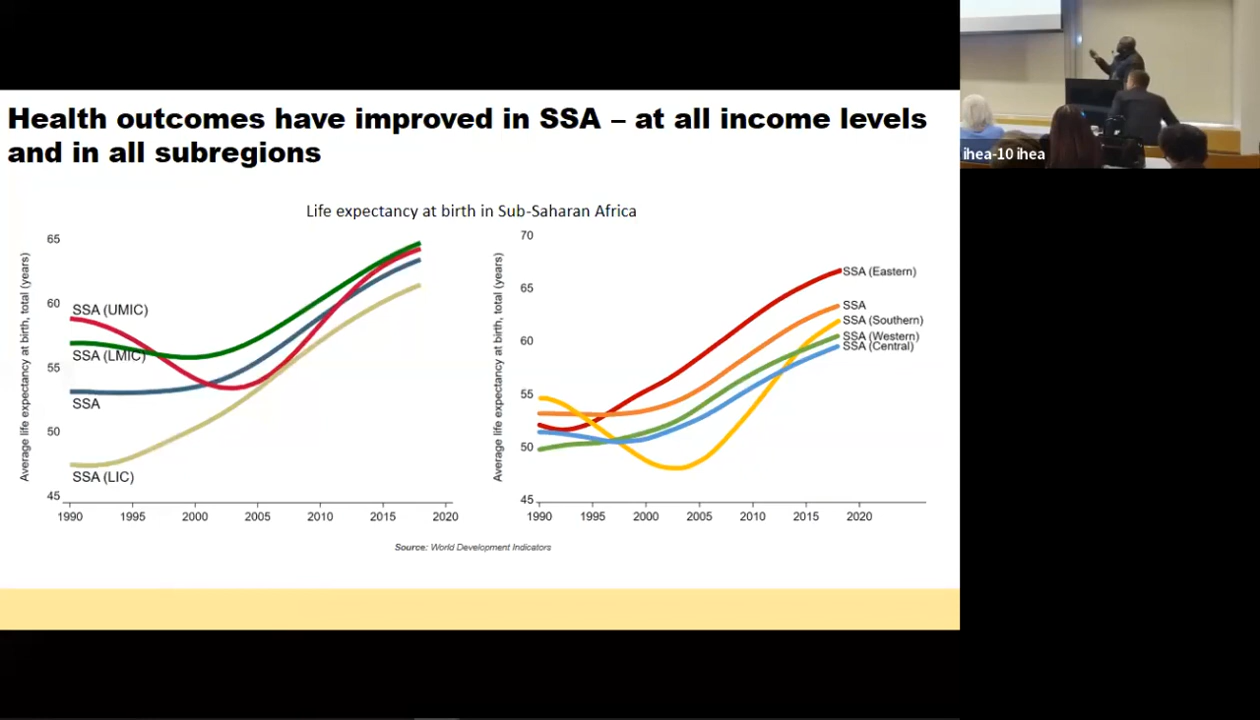 Health outcomes have improved in SSA – at all income levels
and in all subregions
ihea-10 ihea
Life expectancy at birth in Sub-Saharan Africa
Average life expectancy at birth, total (years)
65
60
55
50
45
SSA (UMIC)
SSA (LMIC)
SSA
SSA (LIC)
1990 1995 2000 2005 2010 2015 2020
Average life expectancy at birth, total (years)
70
65
60
55
50
45
SSA (Eastern)
SSA
SSA (Southern)
SSA (Western)
SSA (Central)
1990 1995 2000 2005 2010 2015 2020
Source: World Development Indicators